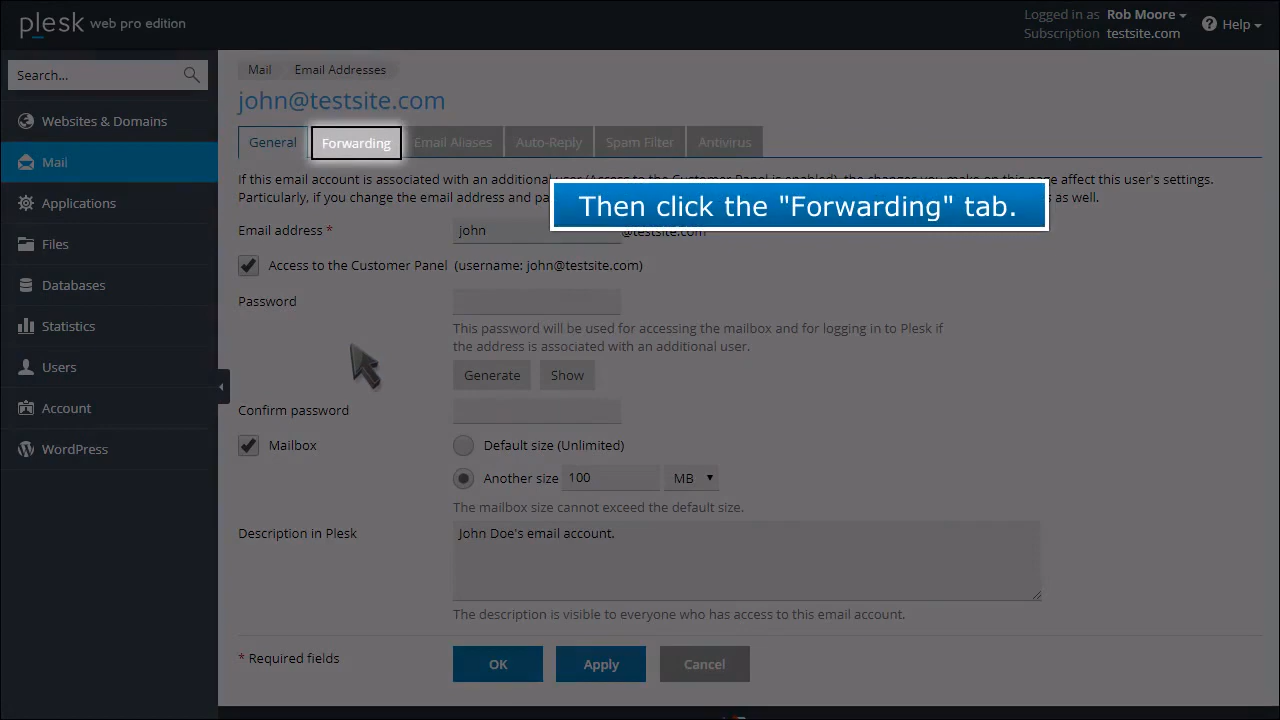 plesk web pro edition
Logged in as Rob Moore
Subscription testsite.com
Help
Search...
Websites & Domains
Mail
Applications
Files
Databases
Statistics
Users
Account
WordPress
Mail Email Addresses
john@testsite.com
General Forwarding Email Aliases Auto-Reply Spam Filter Antivirus
If this email account is associated with an additional user (Access to the Customer Panel is enabled), the changes you make on this page affect this user's settings.
Particularly, if you change the email address and pa s as well.
Then click the "Forwarding" tab.
Email address * john @testsite.com
Access to the Customer Panel (username: john@testsite.com)
Password
This password will be used for accessing the mailbox and for logging in to Plesk if
the address is associated with an additional user.
Generate Show
Confirm password
Mailbox Default size (Unlimited)
Another size 100 MB
The mailbox size cannot exceed the default size.
Description in Plesk John Doe's email account.
The description is visible to everyone who has access to this email account.
* Required fields OK Apply Cancel